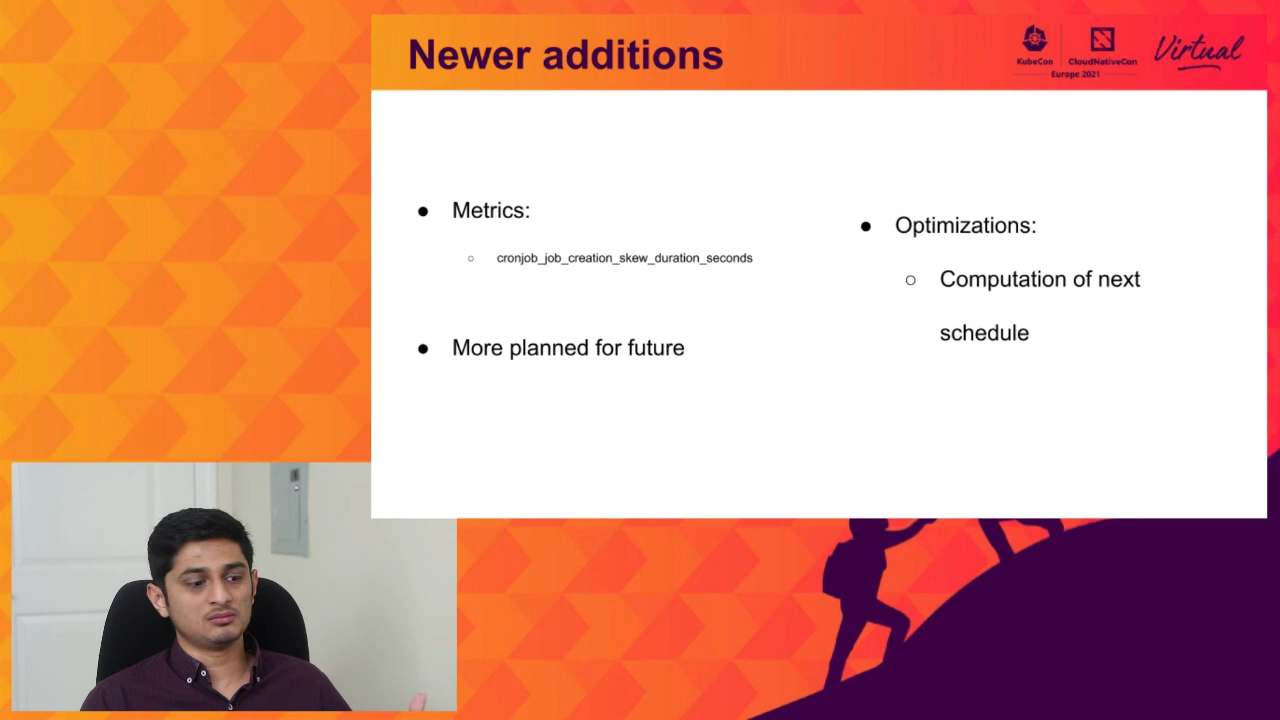 Newer additions
KubeCon
CloudNativeCon
Europe 2021
Virtual
● Metrics:
○ cronjob_job_creation_skew_duration_seconds
● More planned for future
● Optimizations:
○ Computation of next
schedule